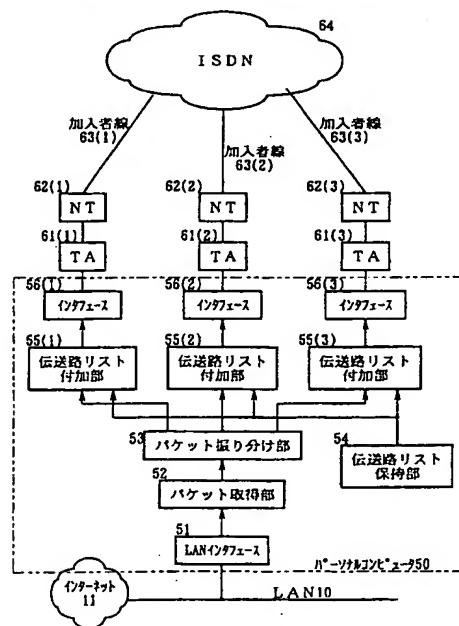 64
ISDN
加入者線
63(1)
加入者線
63(2)
加入者線
63(3)
62(1)
NT
62(2)
NT
62(3)
NT
61(1)
TA
61(2)
TA
61(3)
TA
56(1)
インタフェース
56(2)
インタフェース
56(3)
インタフェース
55(1)
伝送路リスト
付加部
55(2)
伝送路リスト
付加部
55(3)
伝送路リスト
付加部
53
パケット振り分け部
54
伝送路リスト
保持部
52
パケット取得部
51
LANインタフェース
パーソナルコンピュータ50
インターネット
11
LAN10